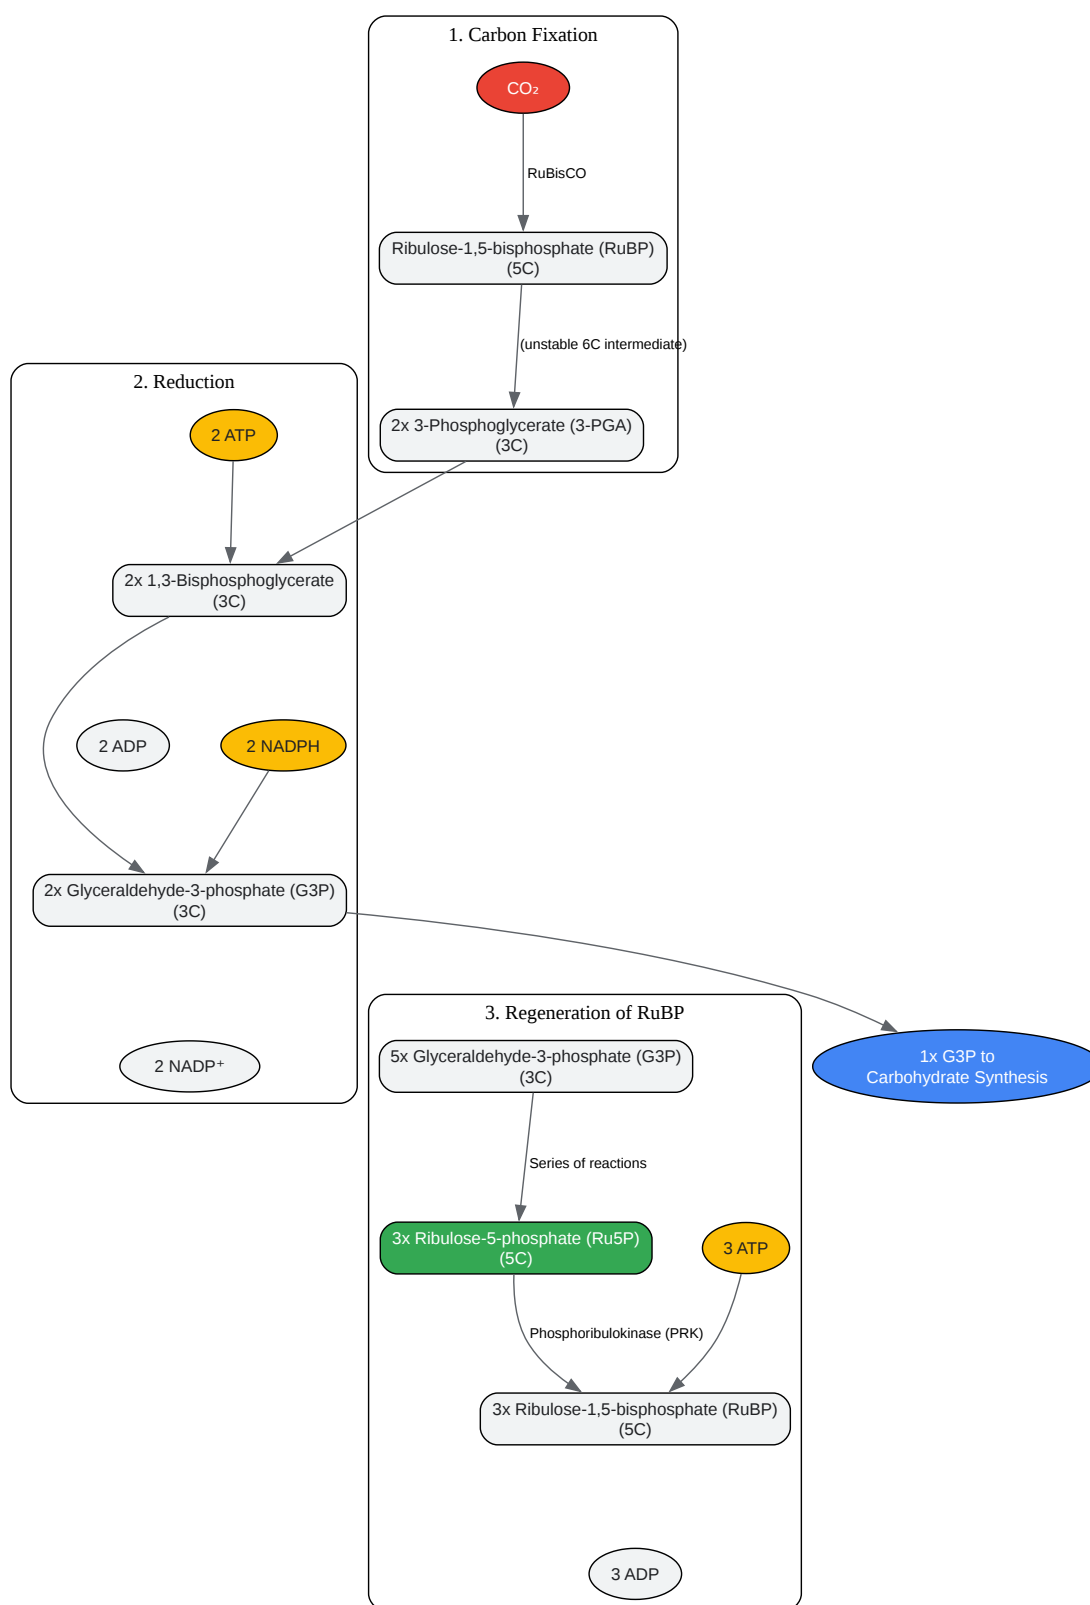 1. Carbon Fixation
CO₂
RuBisCO
Ribulose-1,5-bisphosphate (RuBP)
(5C)
(unstable 6C intermediate)
2x 3-Phosphoglycerate (3-PGA)
(3C)
2. Reduction
2 ATP
2x 1,3-Bisphosphoglycerate
(3C)
2 ADP
2 NADPH
2x Glyceraldehyde-3-phosphate (G3P)
(3C)
2 NADP⁺
3. Regeneration of RuBP
5x Glyceraldehyde-3-phosphate (G3P)
(3C)
1x G3P to
Carbohydrate Synthesis
Series of reactions
3x Ribulose-5-phosphate (Ru5P)
(5C)
3 ATP
Phosphoribulokinase (PRK)
3x Ribulose-1,5-bisphosphate (RuBP)
(5C)
3 ADP